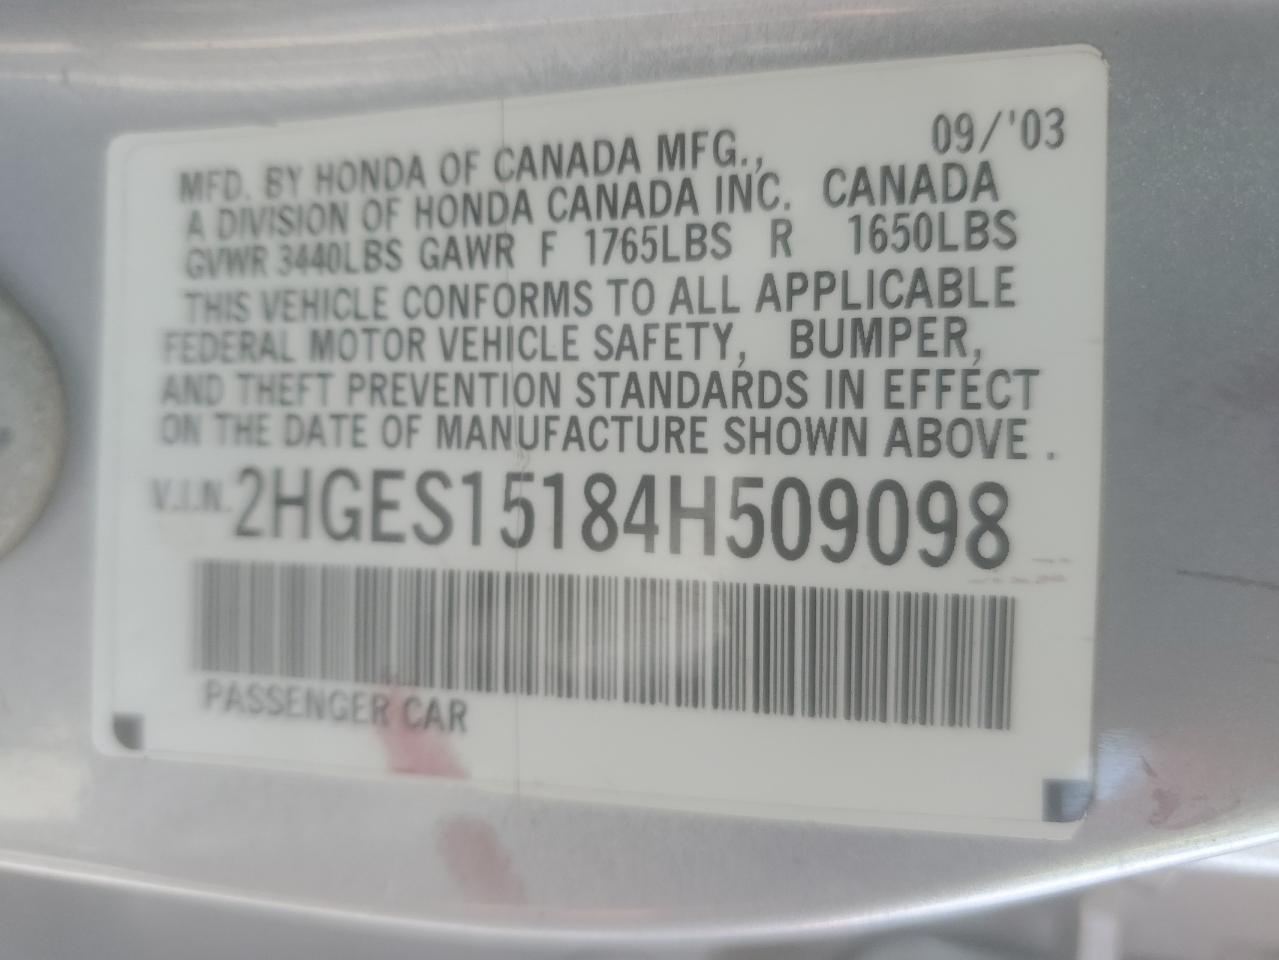 09/'03
MFD. BY HONDA OF CANADA MFG.,
A DIVISION OF HONDA CANADA INC. CANADA
GVWR 3440LBS GAWR F 1765LBS R 1650LBS
THIS VEHICLE CONFORMS TO ALL APPLICABLE
FEDERAL MOTOR VEHICLE SAFETY, BUMPER,
AND THEFT PREVENTION STANDARDS IN EFFECT
ON THE DATE OF MANUFACTURE SHOWN ABOVE .
V.I.N. 2HGES15184H509098
PASSENGER CAR